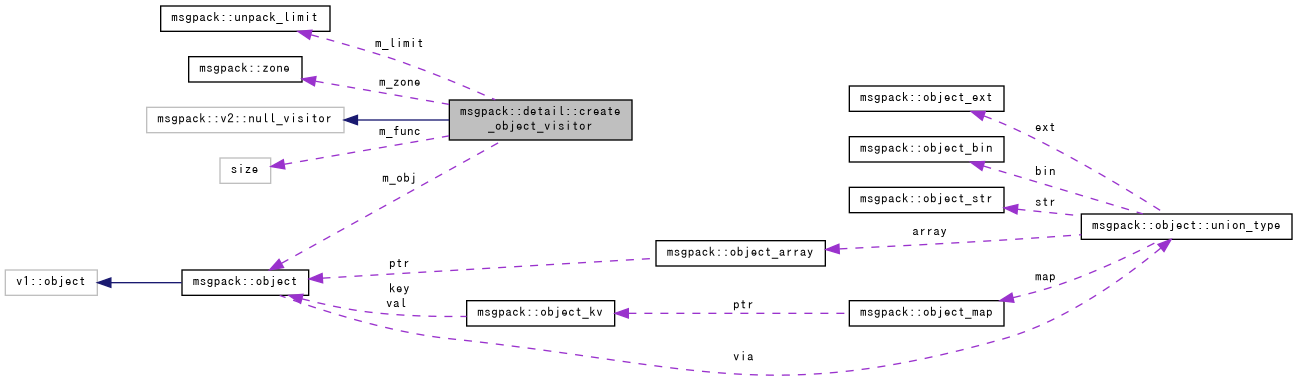 msgpack::unpack_limit
m_limit
msgpack::zone
m_zone
msgpack::object_ext
msgpack::detail::create
_object_visitor
msgpack::v2::null_visitor
m_func
ext
msgpack::object_bin
size
bin
m_obj
msgpack::object_str
str
msgpack::object::union_type
array
msgpack::object_array
ptr
map
v1::object
msgpack::object
key
val
ptr
msgpack::object_kv
msgpack::object_map
via